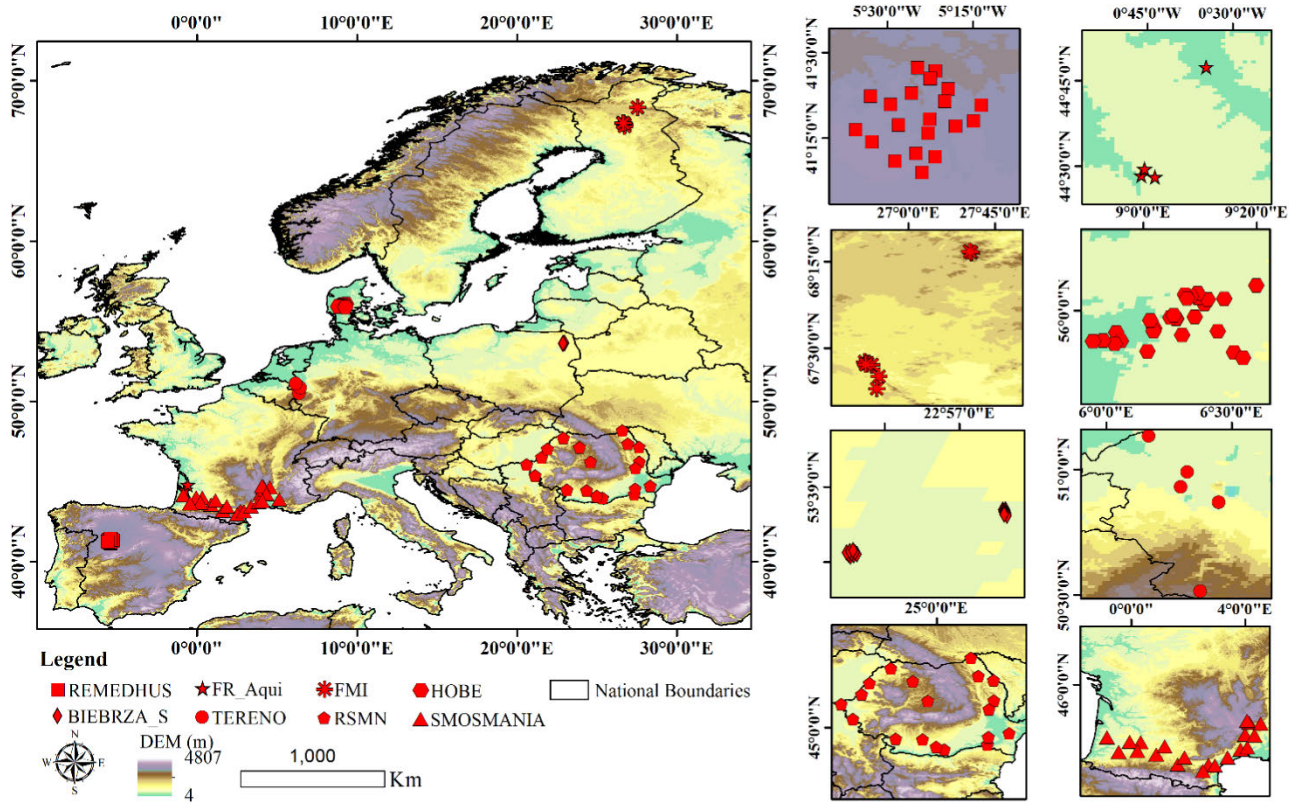 0°0'0" 10°0'0"E 20°0'0"E 30°0'0"E
70°0'0"N
60°0'0"N
50°0'0"N
40°0'0"N
70°0'0"N
60°0'0"N
50°0'0"N
40°0'0"N
0°0'0" 10°0'0"E 20°0'0"E 30°0'0"E
Legend
REMEDHUS FR_Aqui FMI HOBE National Boundaries
BIEBRZA_S TERENO RSMN SMOSMANIA
DEM (m)
4807
4
N
W E
S
1,000
Km
5°30'0"W 5°15'0"W
41°30'0"N
41°15'0"N
27°0'0"E 27°45'0"E
0°45'0"W 0°30'0"W
44°45'0"N
44°30'0"N
9°0'0"E 9°20'0"E
68°15'0"N
67°30'0"N
22°57'0"E
56°0'0"N
6°0'0"E 6°30'0"E
53°39'0"N
25°0'0"E
51°0'0"N
50°30'0"N
0°0'0" 4°0'0"E
45°0'0"N
46°0'0"N